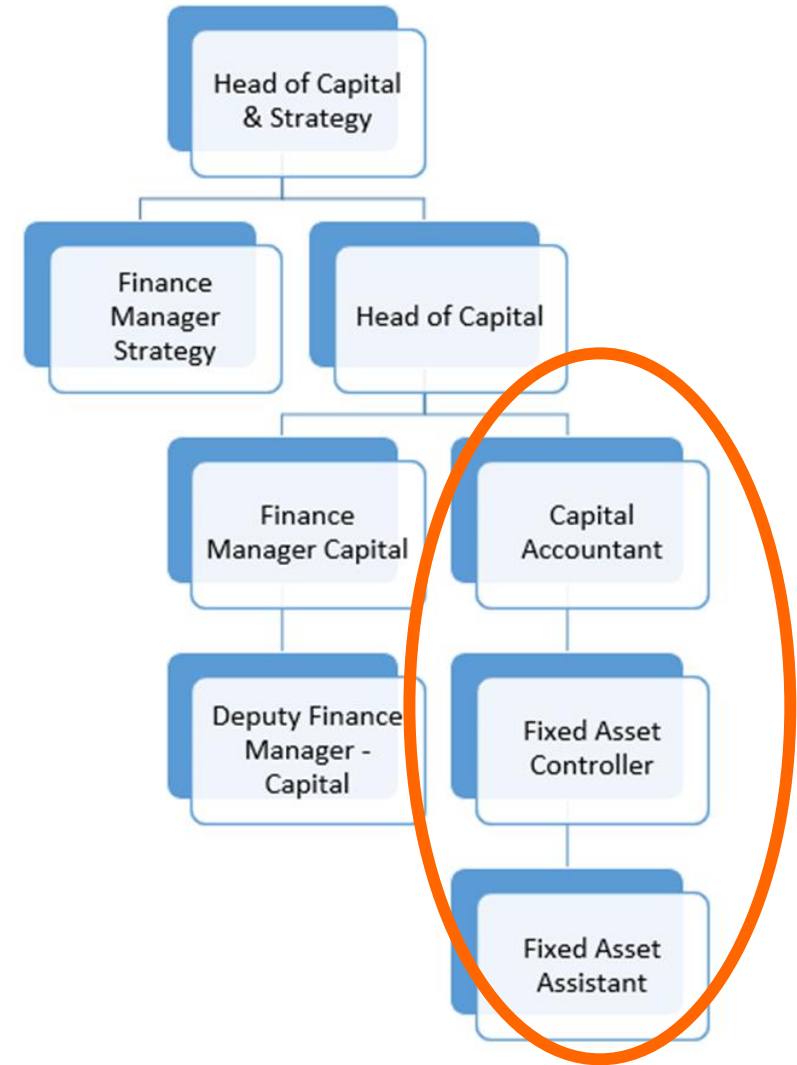 Head of Capital
& Strategy
Finance
Manager
Strategy
Head of Capital
Finance
Manager Capital
Capital
Accountant
Deputy Finance
Manager -
Capital
Fixed Asset
Controller
Fixed Asset
Assistant